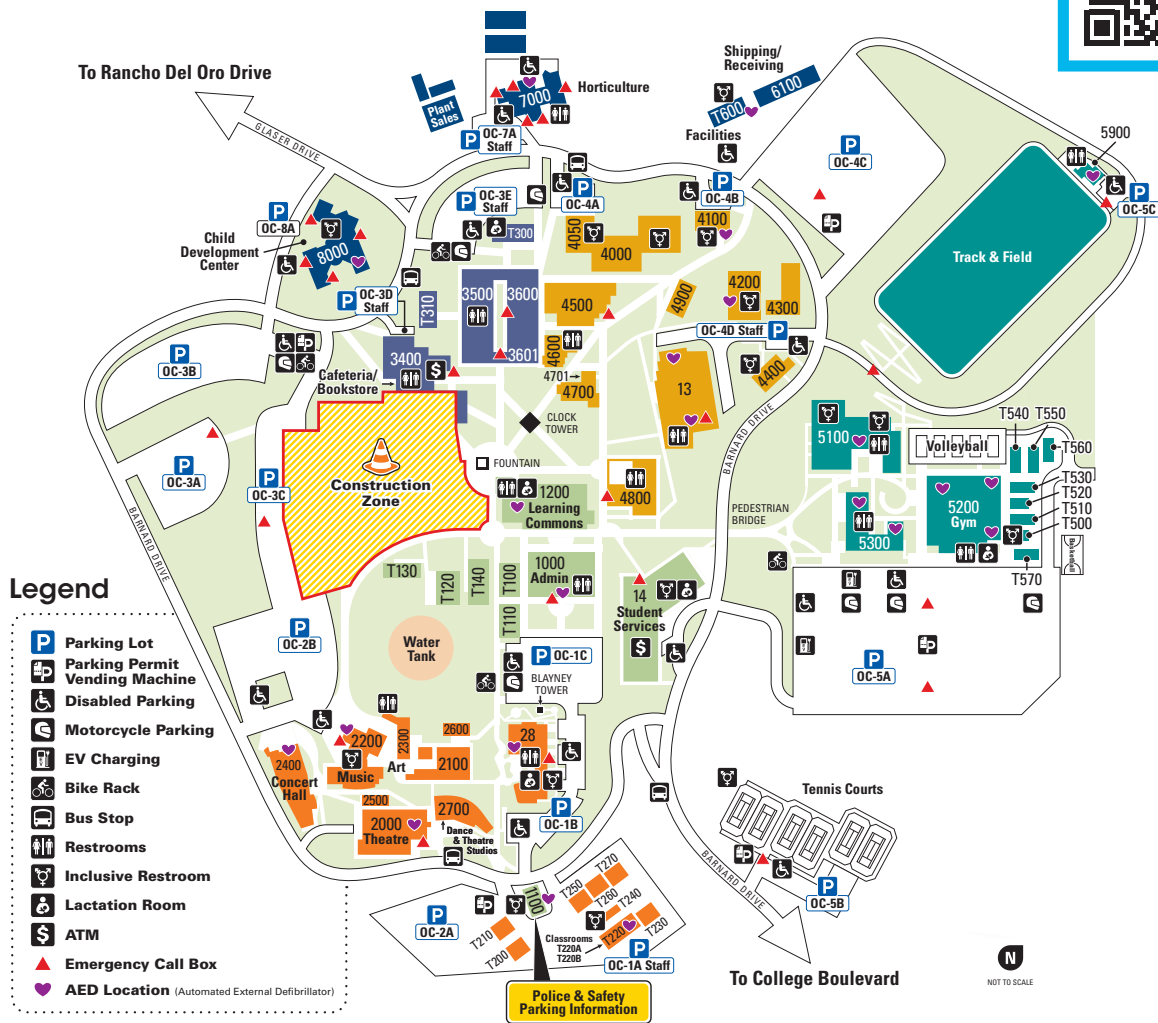 To Rancho Del Oro Drive
GLASER DRIVE
Plant
Sales
7000
Horticulture
P OC-7A
Staff
Shipping/
Receiving
T600
6100
Facilities
P
OC-4C
5900
P
OC-5C
Track & Field
P
OC-8A
Child
Development
Center
8000
P OC-3E
Staff
T300
P
OC-4A
P
OC-4B
4050
4000
4100
P OC-3D
Staff
T310
3500
3600
3601
4500
4900
4200
4300
OC-4D Staff P
P
OC-3B
3400
$
Cafeteria/
Bookstore
4600
4701
4700
CLOCK
TOWER
13
4400
BARNARD DRIVE
P
OC-3A
P
OC-3C
Construction
Zone
FOUNTAIN
1200
Learning
Commons
4800
PEDESTRIAN
BRIDGE
5100
Volleyball
T540
T550
T560
T530
T520
T510
T500
T570
5200
Gym
5300
Basketball
BARNARD DRIVE
T130
T120
T140
T100
T110
1000
Admin
14
Student
Services
$
P
OC-2B
Water
Tank
P OC-1C
BLAYNEY
TOWER
P
OC-5A
2400
Concert
Hall
2200
Music
2300
Art
2600
2100
28
2500
2000
Theatre
2700
Dance
& Theatre
Studios
P
OC-1B
Tennis Courts
P
OC-5B
BARNARD DRIVE
To College Boulevard
P
OC-2A
T210
T200
1100
T250
T270
T260
T240
T220
T230
Classrooms
T220A
T220B
P
OC-1A Staff
Police & Safety
Parking Information
N
NOT TO SCALE
Legend
P Parking Lot
P Parking Permit
Vending Machine
Disabled Parking
Motorcycle Parking
EV Charging
Bike Rack
Bus Stop
Restrooms
Inclusive Restroom
Lactation Room
$ ATM
Emergency Call Box
AED Location (Automated External Defibrillator)